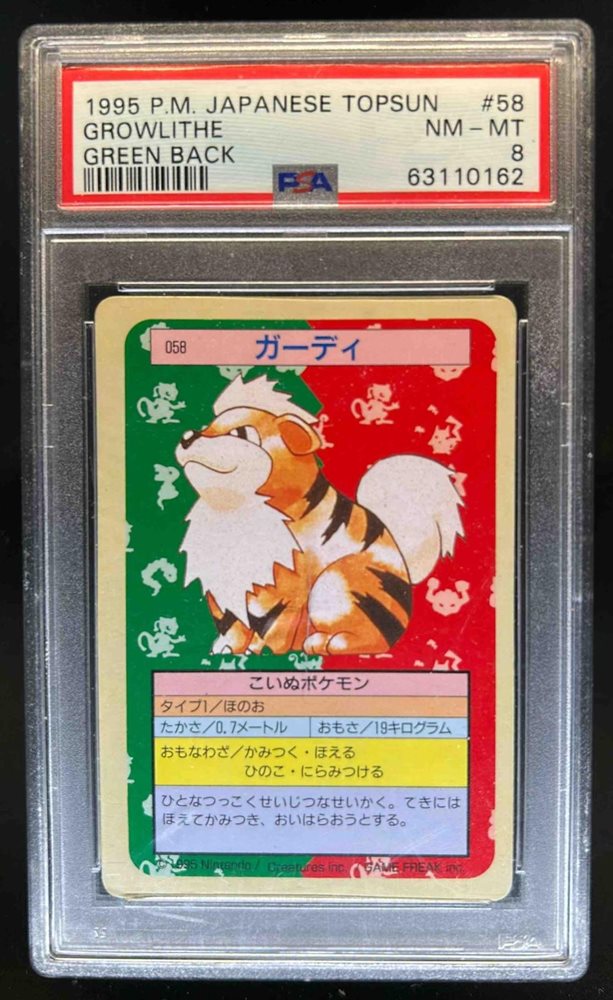 1995 P.M. JAPANESE TOPSUN #58
GROWLITHE NM - MT
GREEN BACK 8
PSA 63110162
058 ガーディ
こいぬポケモン
タイプ1/ほのお
たかさ/0.7メートル おもさ/19キログラム
おもなわざ/かみつく・ほえる
ひのこ・にらみつける
ひとなつっこくせいじつなせいかく。てきには
ほえてかみつき、おいはらおうとする。
© 1995 Nintendo / Creatures inc. / GAME FREAK inc.
PSA